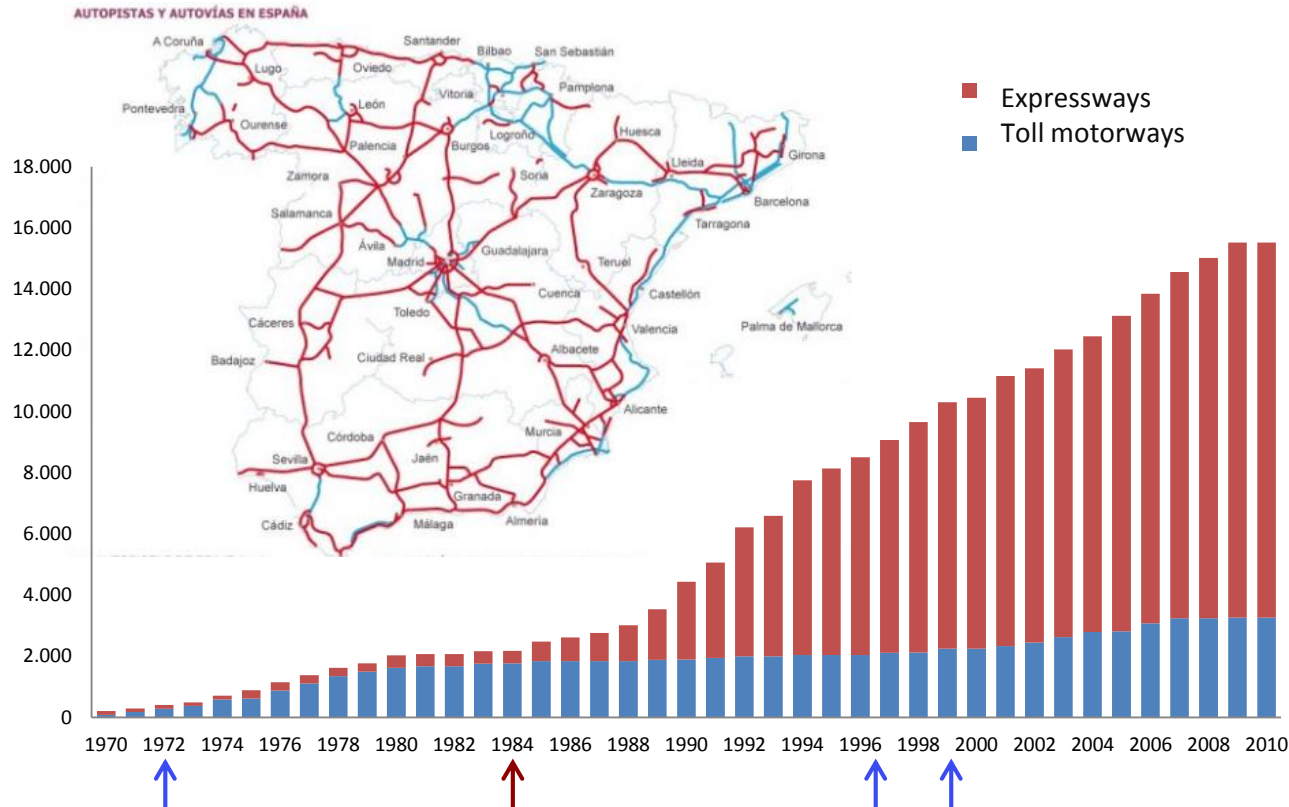 AUTOPISTAS Y AUTOVÍAS EN ESPAÑA
A Coruña
Lugo
Oviedo
Santander
Bilbao
San Sebastián
Pontevedra
Ourense
León
Vitoria
Pamplona
Palencia
Burgos
Logroño
Huesca
Lleida
Girona
Zamora
Soria
Zaragoza
Barcelona
Tarragona
Salamanca
Ávila
Guadalajara
Madrid
Teruel
Cuenca
Castellón
Toledo
Cáceres
Valencia
Palma de Mallorca
Badajoz
Ciudad Real
Albacete
Alicante
Córdoba
Murcia
Sevilla
Jaén
Huelva
Granada
Cádiz
Málaga
Almería
Expressways
Toll motorways
18.000
16.000
14.000
12.000
10.000
8.000
6.000
4.000
2.000
0
1970 1972 1974 1976 1978 1980 1982 1984 1986 1988 1990 1992 1994 1996 1998 2000 2002 2004 2006 2008 2010